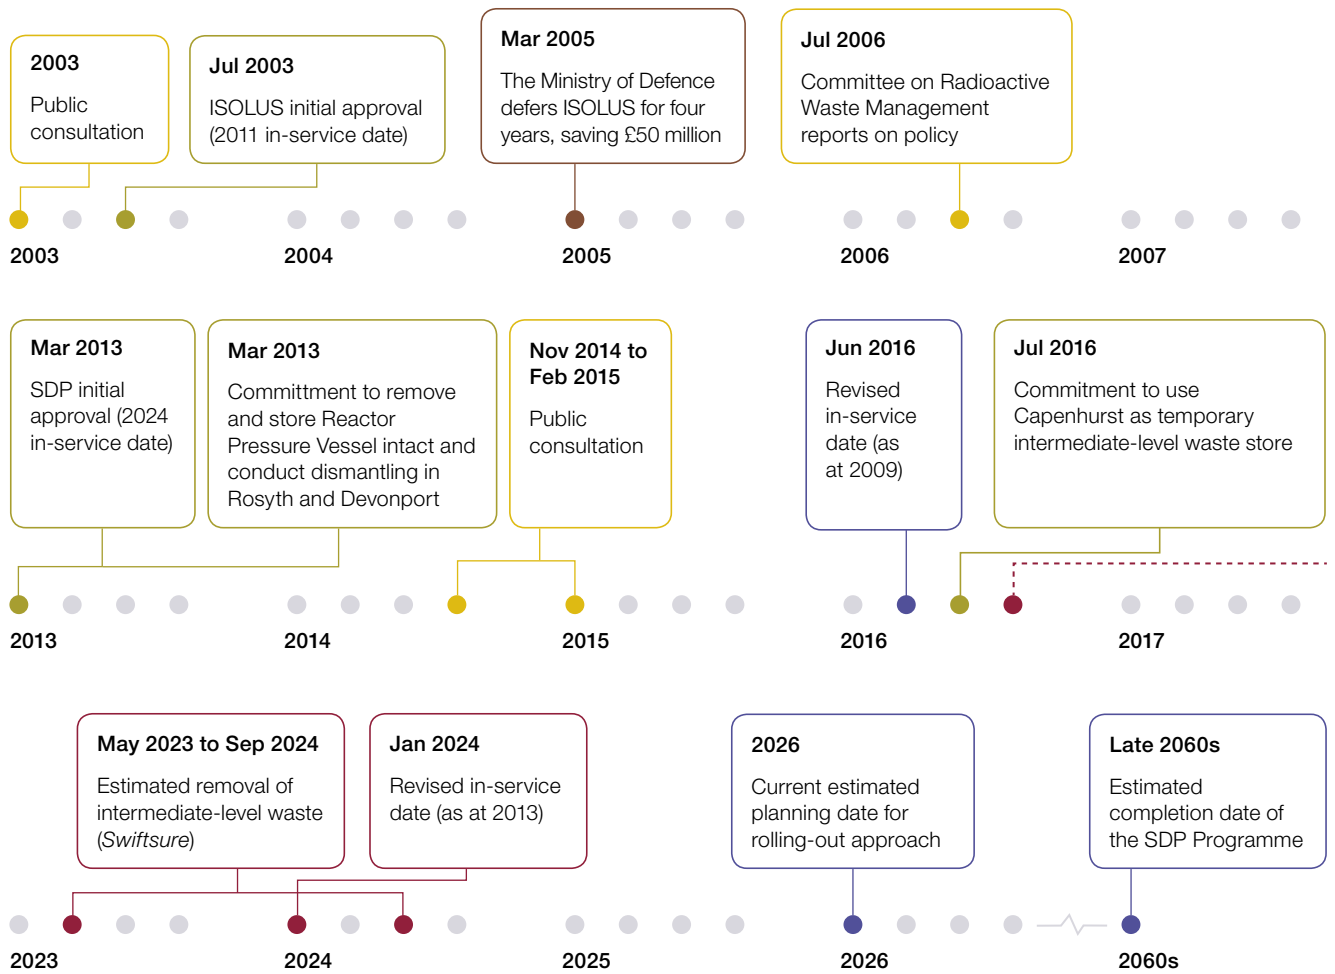 2003
Public
consultation
Jul 2003
ISOLUS initial approval
(2011 in-service date)
Mar 2005
The Ministry of Defence
defers ISOLUS for four
years, saving £50 million
Jul 2006
Committee on Radioactive
Waste Management
reports on policy
2003
2004
2005
2006
2007
Mar 2013
SDP initial
approval (2024
in-service date)
Mar 2013
Committment to remove
and store Reactor
Pressure Vessel intact and
conduct dismantling in
Rosyth and Devonport
Nov 2014 to
Feb 2015
Public
consultation
Jun 2016
Revised
in-service
date (as
at 2009)
Jul 2016
Commitment to use
Capenhurst as temporary
intermediate-level waste store
2013
2014
2015
2016
2017
May 2023 to Sep 2024
Estimated removal of
intermediate-level waste
(Swiftsure)
Jan 2024
Revised in-service
date (as at 2013)
2026
Current estimated
planning date for
rolling-out approach
Late 2060s
Estimated
completion date of
the SDP Programme
2023
2024
2025
2026
2060s